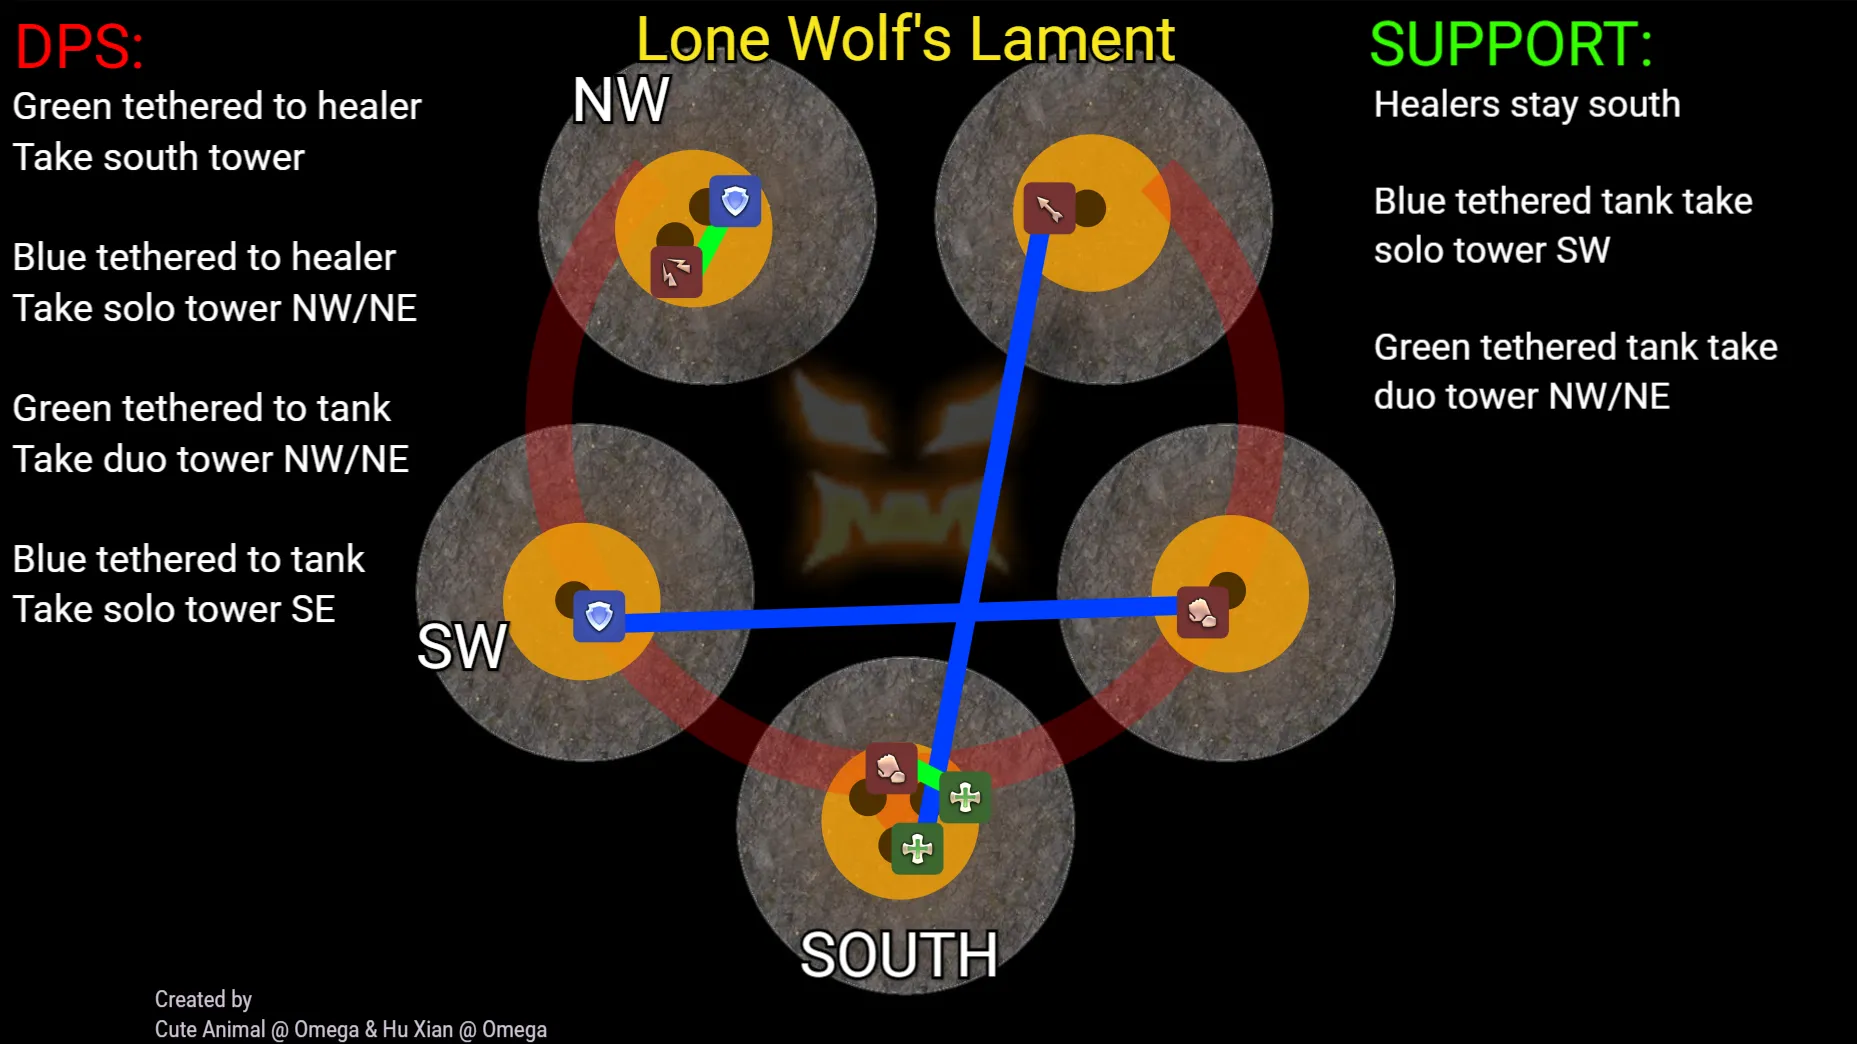 Lone Wolf's Lament
DPS:
Green tethered to healer
Take south tower
Blue tethered to healer
Take solo tower NW/NE
Green tethered to tank
Take duo tower NW/NE
Blue tethered to tank
Take solo tower SE
NW
SW
SOUTH
SUPPORT:
Healers stay south
Blue tethered tank take
solo tower SW
Green tethered tank take
duo tower NW/NE
Created by
Cute Animal @ Omega & Hu Xian @ Omega